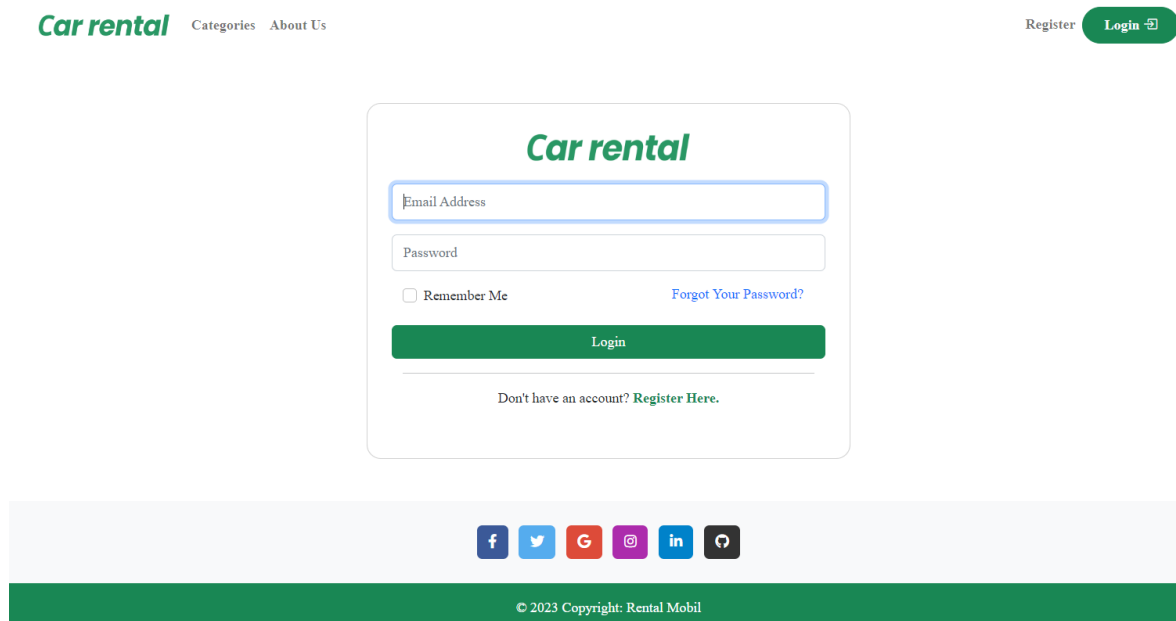 Car rental Categories About Us Register Login
Car rental
Email Address
Password
Remember Me Forgot Your Password?
Login
Don't have an account? Register Here.
© 2023 Copyright: Rental Mobil